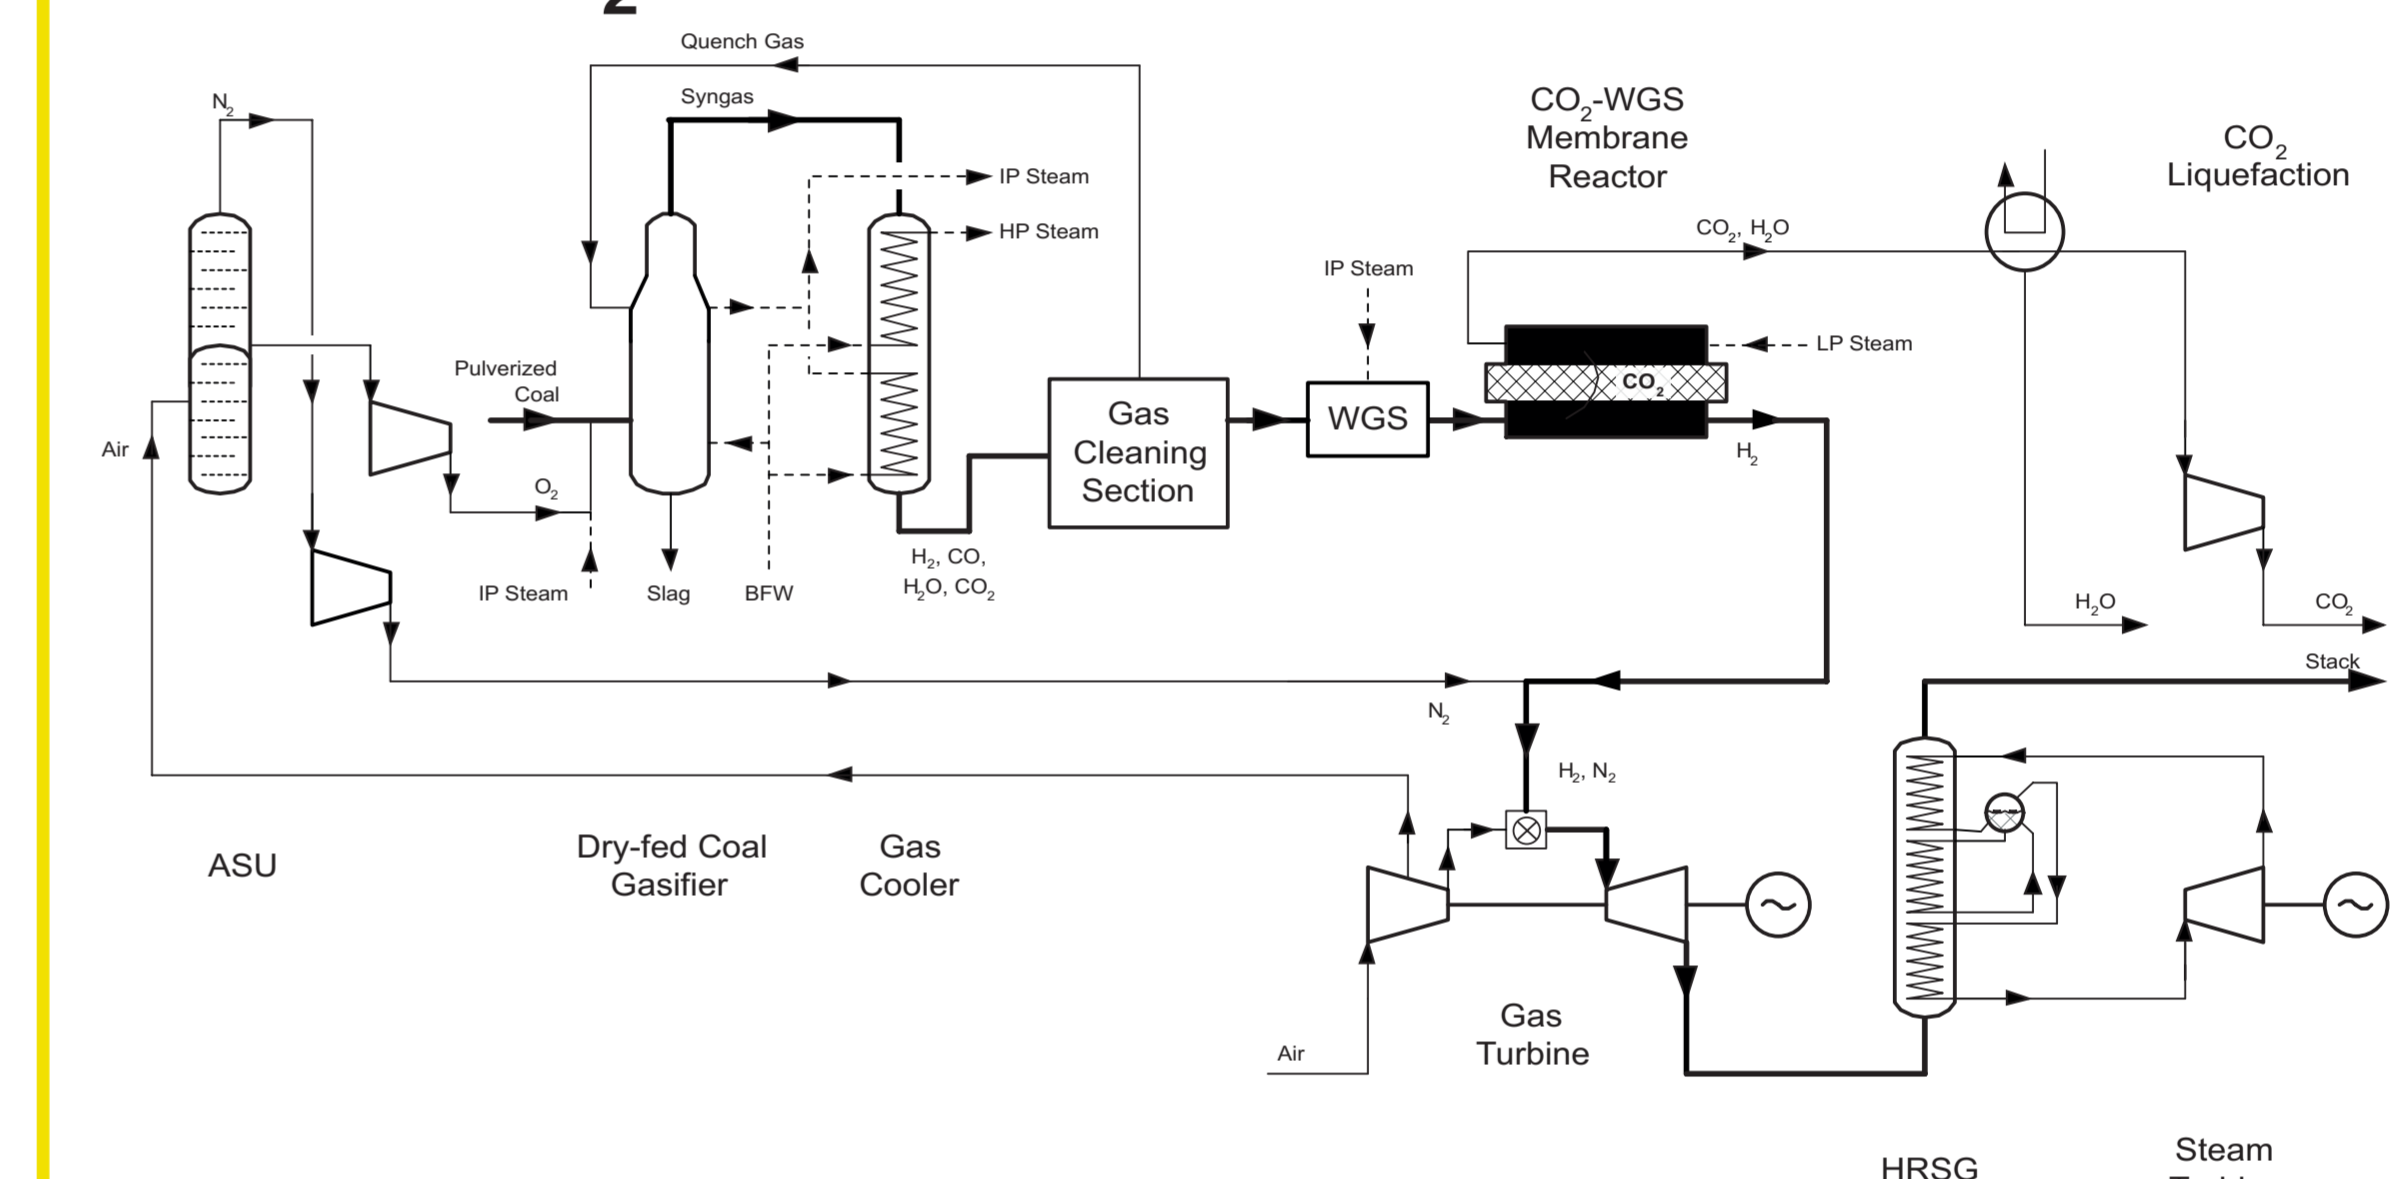 2
Quench Gas
N2
Syngas
CO2-WGS
Membrane
Reactor
CO2
Liquefaction
IP Steam
HP Steam
CO2, H2O
IP Steam
LP Steam
Pulverized
Coal
CO2
Gas
Cleaning
Section
WGS
Air
H2
O2
H2, CO,
H2O, CO2
IP Steam
Slag
BFW
H2O
CO2
Stack
N2
H2, N2
ASU
Dry-fed Coal
Gasifier
Gas
Cooler
Gas
Turbine
Air
HRSG
Steam